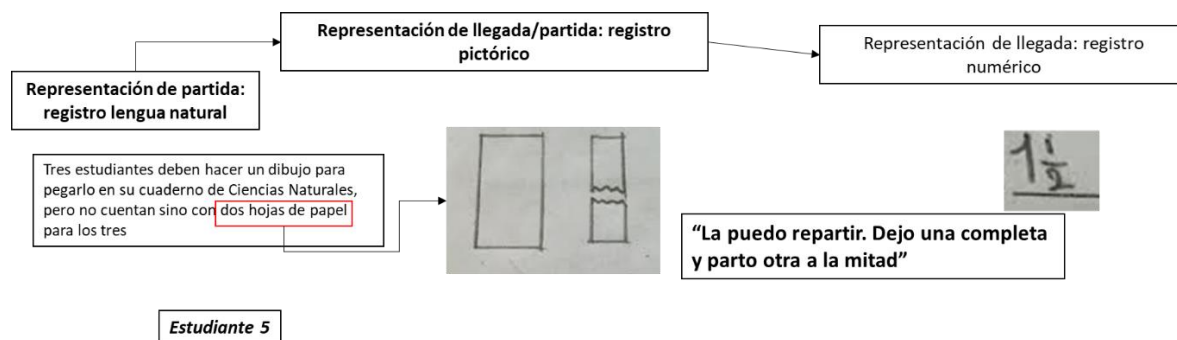 Representación de llegada/partida: registro
pictórico
Representación de llegada: registro
numérico
Representación de partida:
registro lengua natural
Tres estudiantes deben hacer un dibujo para
pegarlo en su cuaderno de Ciencias Naturales,
pero no cuentan sino con dos hojas de papel
para los tres
1 1/2
“La puedo repartir. Dejo una completa
y parto otra a la mitad”
Estudiante 5